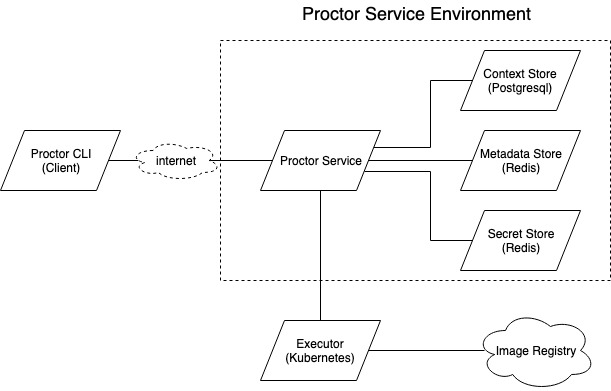 Proctor Service Environment
Context Store
(Postgresql)
Proctor CLI
(Client)
internet
Proctor Service
Metadata Store
(Redis)
Secret Store
(Redis)
Executor
(Kubernetes)
Image Registry